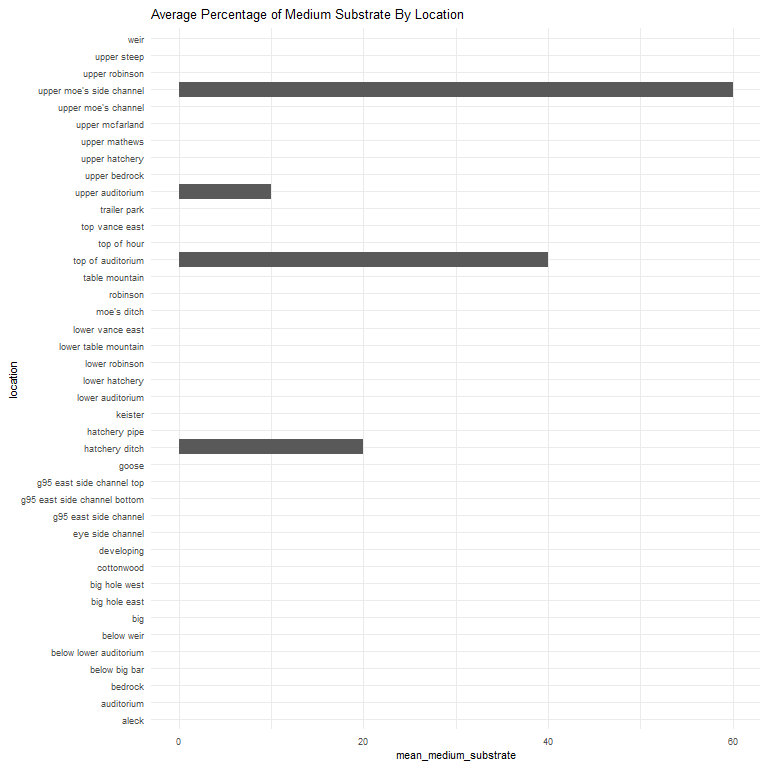 Average Percentage of Medium Substrate By Location
weir
upper steep
upper robinson
upper moe's side channel
upper moe's channel
upper mcfarland
upper mathews
upper hatchery
upper bedrock
upper auditorium
trailer park
top vance east
top of hour
top of auditorium
table mountain
robinson
moe's ditch
lower vance east
lower table mountain
lower robinson
lower hatchery
lower auditorium
keister
hatchery pipe
hatchery ditch
goose
g95 east side channel top
g95 east side channel bottom
g95 east side channel
eye side channel
developing
cottonwood
big hole west
big hole east
big
below weir
below lower auditorium
below big bar
bedrock
auditorium
aleck
location
0 20 40 60
mean_medium_substrate